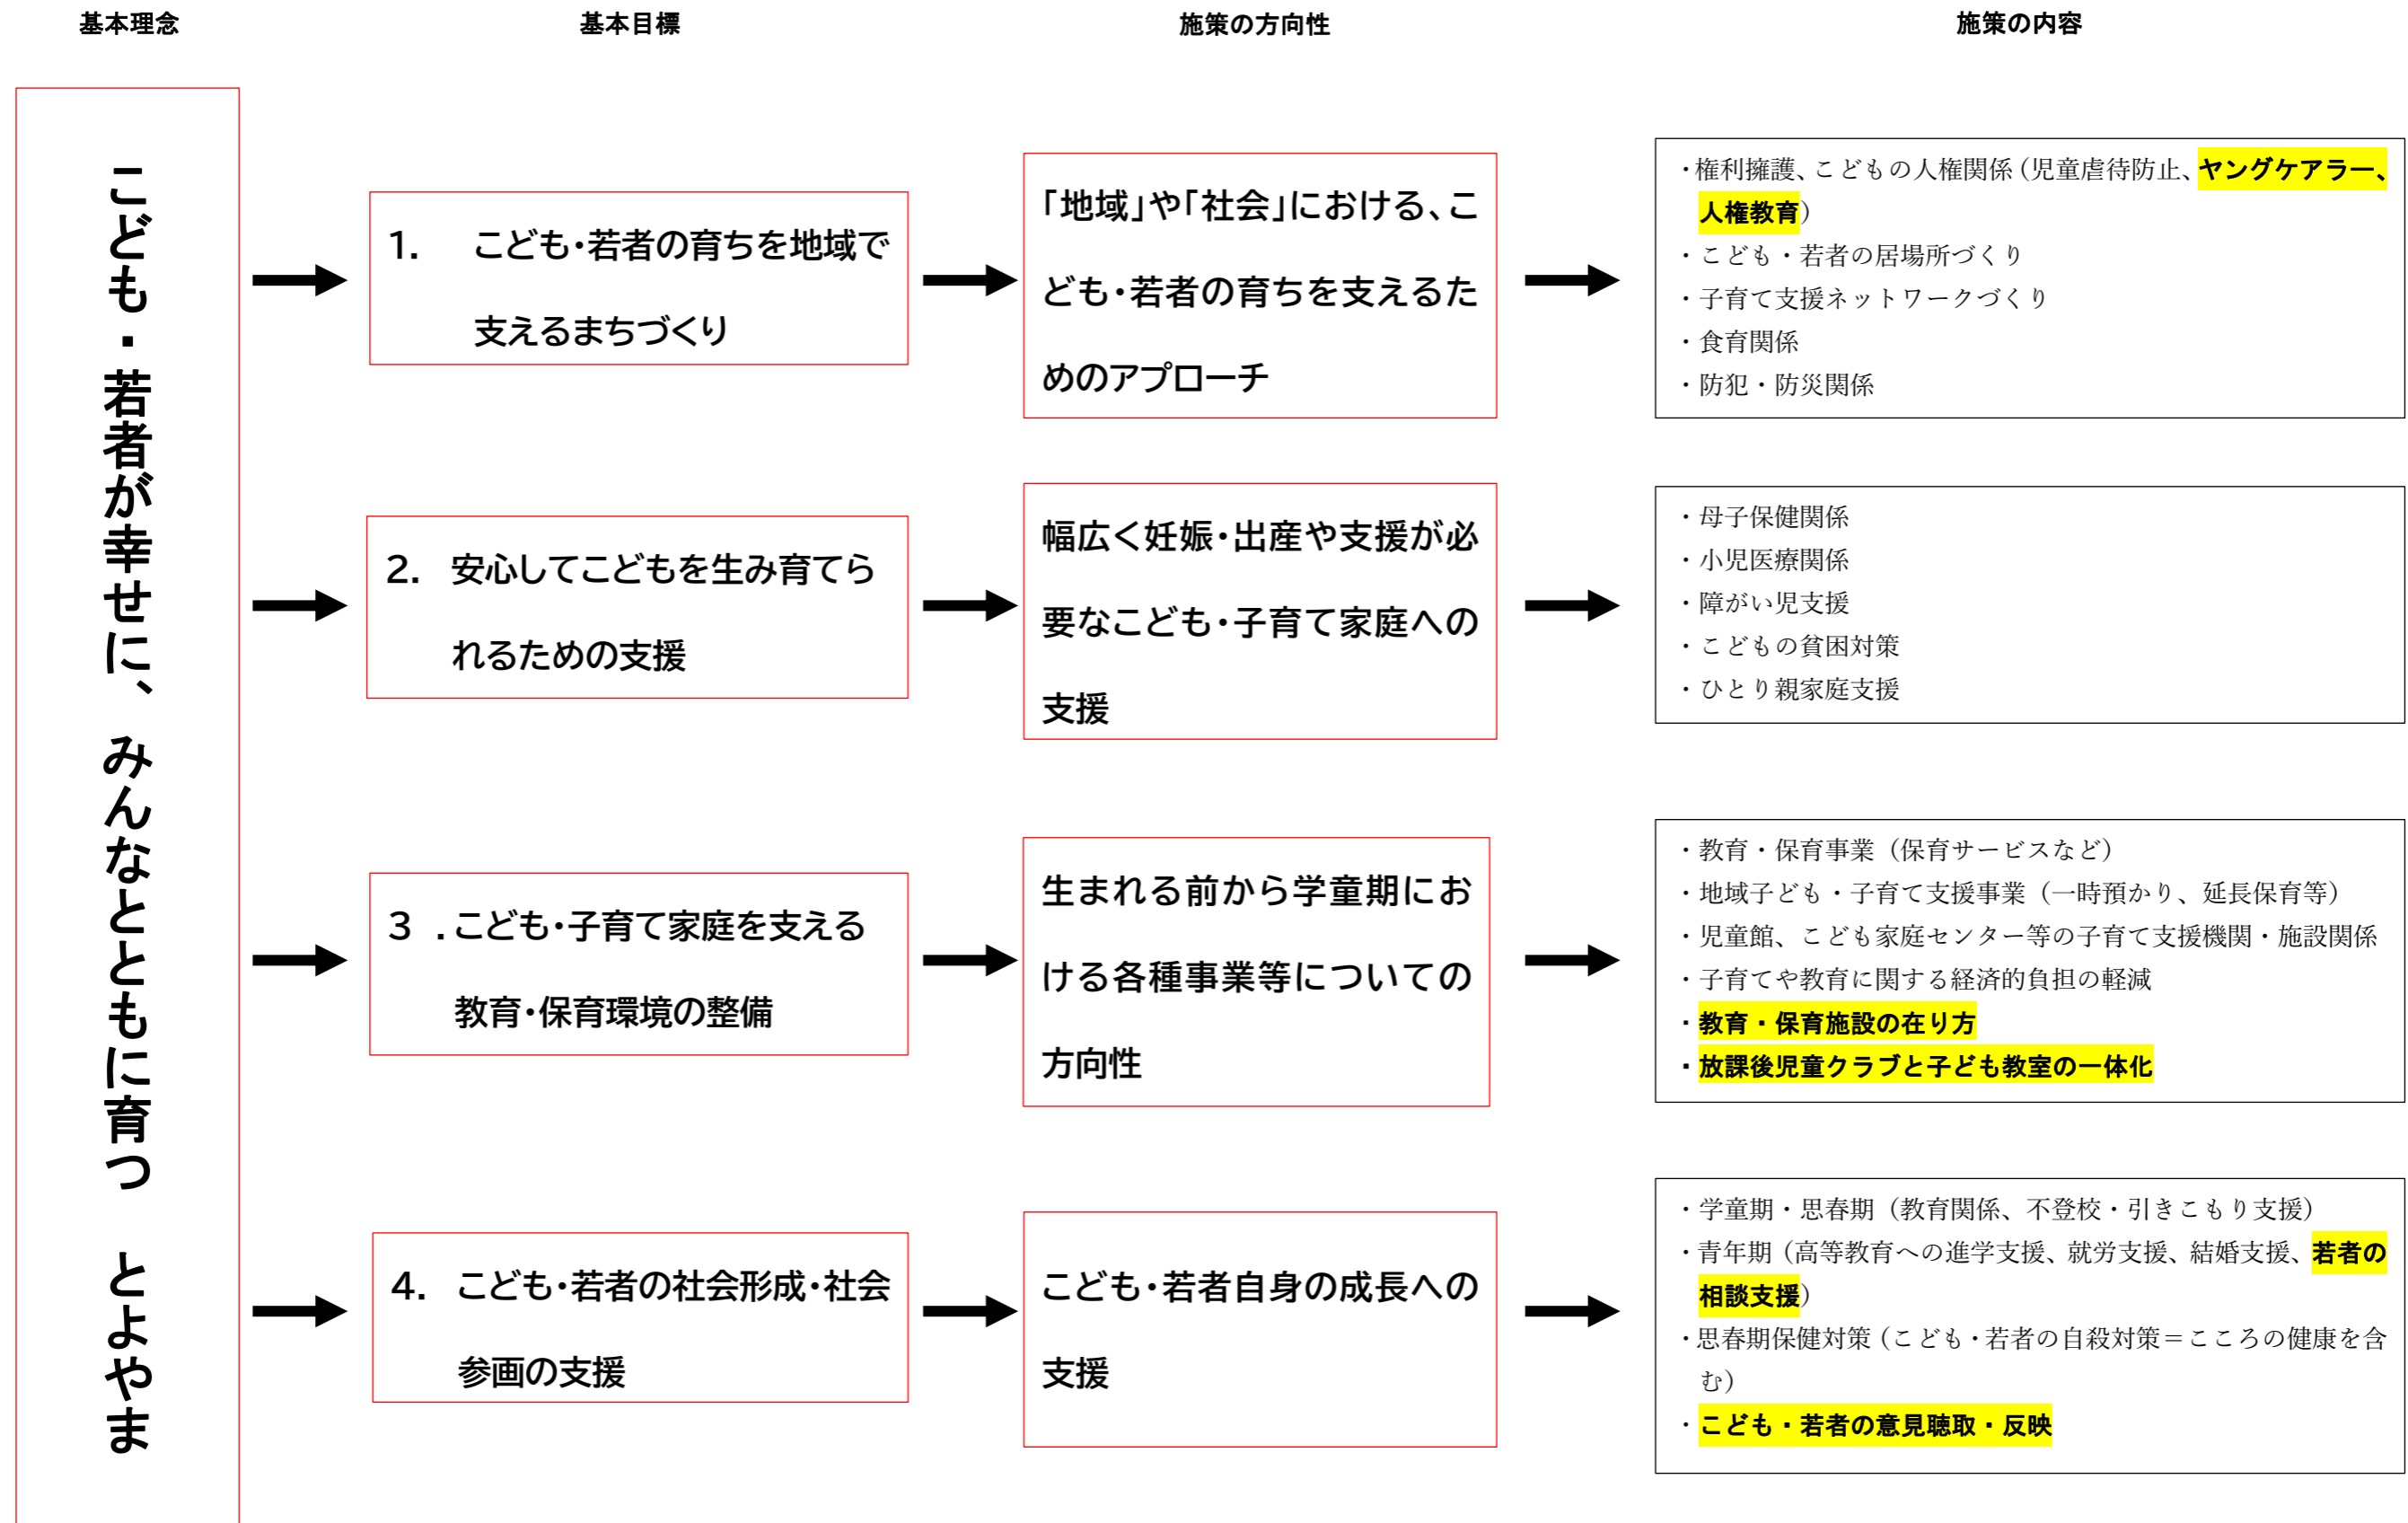 基本理念
基本目標
施策の方向性
施策の内容
こども・若者が幸せに、みんなとともに育つ　とよやま
1.　こども・若者の育ちを地域で
支えるまちづくり
「地域」や「社会」における、こ
ども・若者の育ちを支えるた
めのアプローチ
・権利擁護、こどもの人権関係（児童虐待防止、ヤングケアラー、
人権教育）
・こども・若者の居場所づくり
・子育て支援ネットワークづくり
・食育関係
・防犯・防災関係
2.　安心してこどもを生み育てら
れるための支援
幅広く妊娠・出産や支援が必
要なこども・子育て家庭への
支援
・母子保健関係
・小児医療関係
・障がい児支援
・こどもの貧困対策
・ひとり親家庭支援
３．こども・子育て家庭を支える
教育・保育環境の整備
生まれる前から学童期にお
ける各種事業等についての
方向性
・教育・保育事業（保育サービスなど）
・地域子ども・子育て支援事業（一時預かり、延長保育等）
・児童館、こども家庭センター等の子育て支援機関・施設関係
・子育てや教育に関する経済的負担の軽減
・教育・保育施設の在り方
・放課後児童クラブと子ども教室の一体化
4.　こども・若者の社会形成・社会
参画の支援
こども・若者自身の成長への
支援
・学童期・思春期（教育関係、不登校・引きこもり支援）
・青年期（高等教育への進学支援、就労支援、結婚支援、若者の
相談支援）
・思春期保健対策（こども・若者の自殺対策＝こころの健康を含
む）
・こども・若者の意見聴取・反映